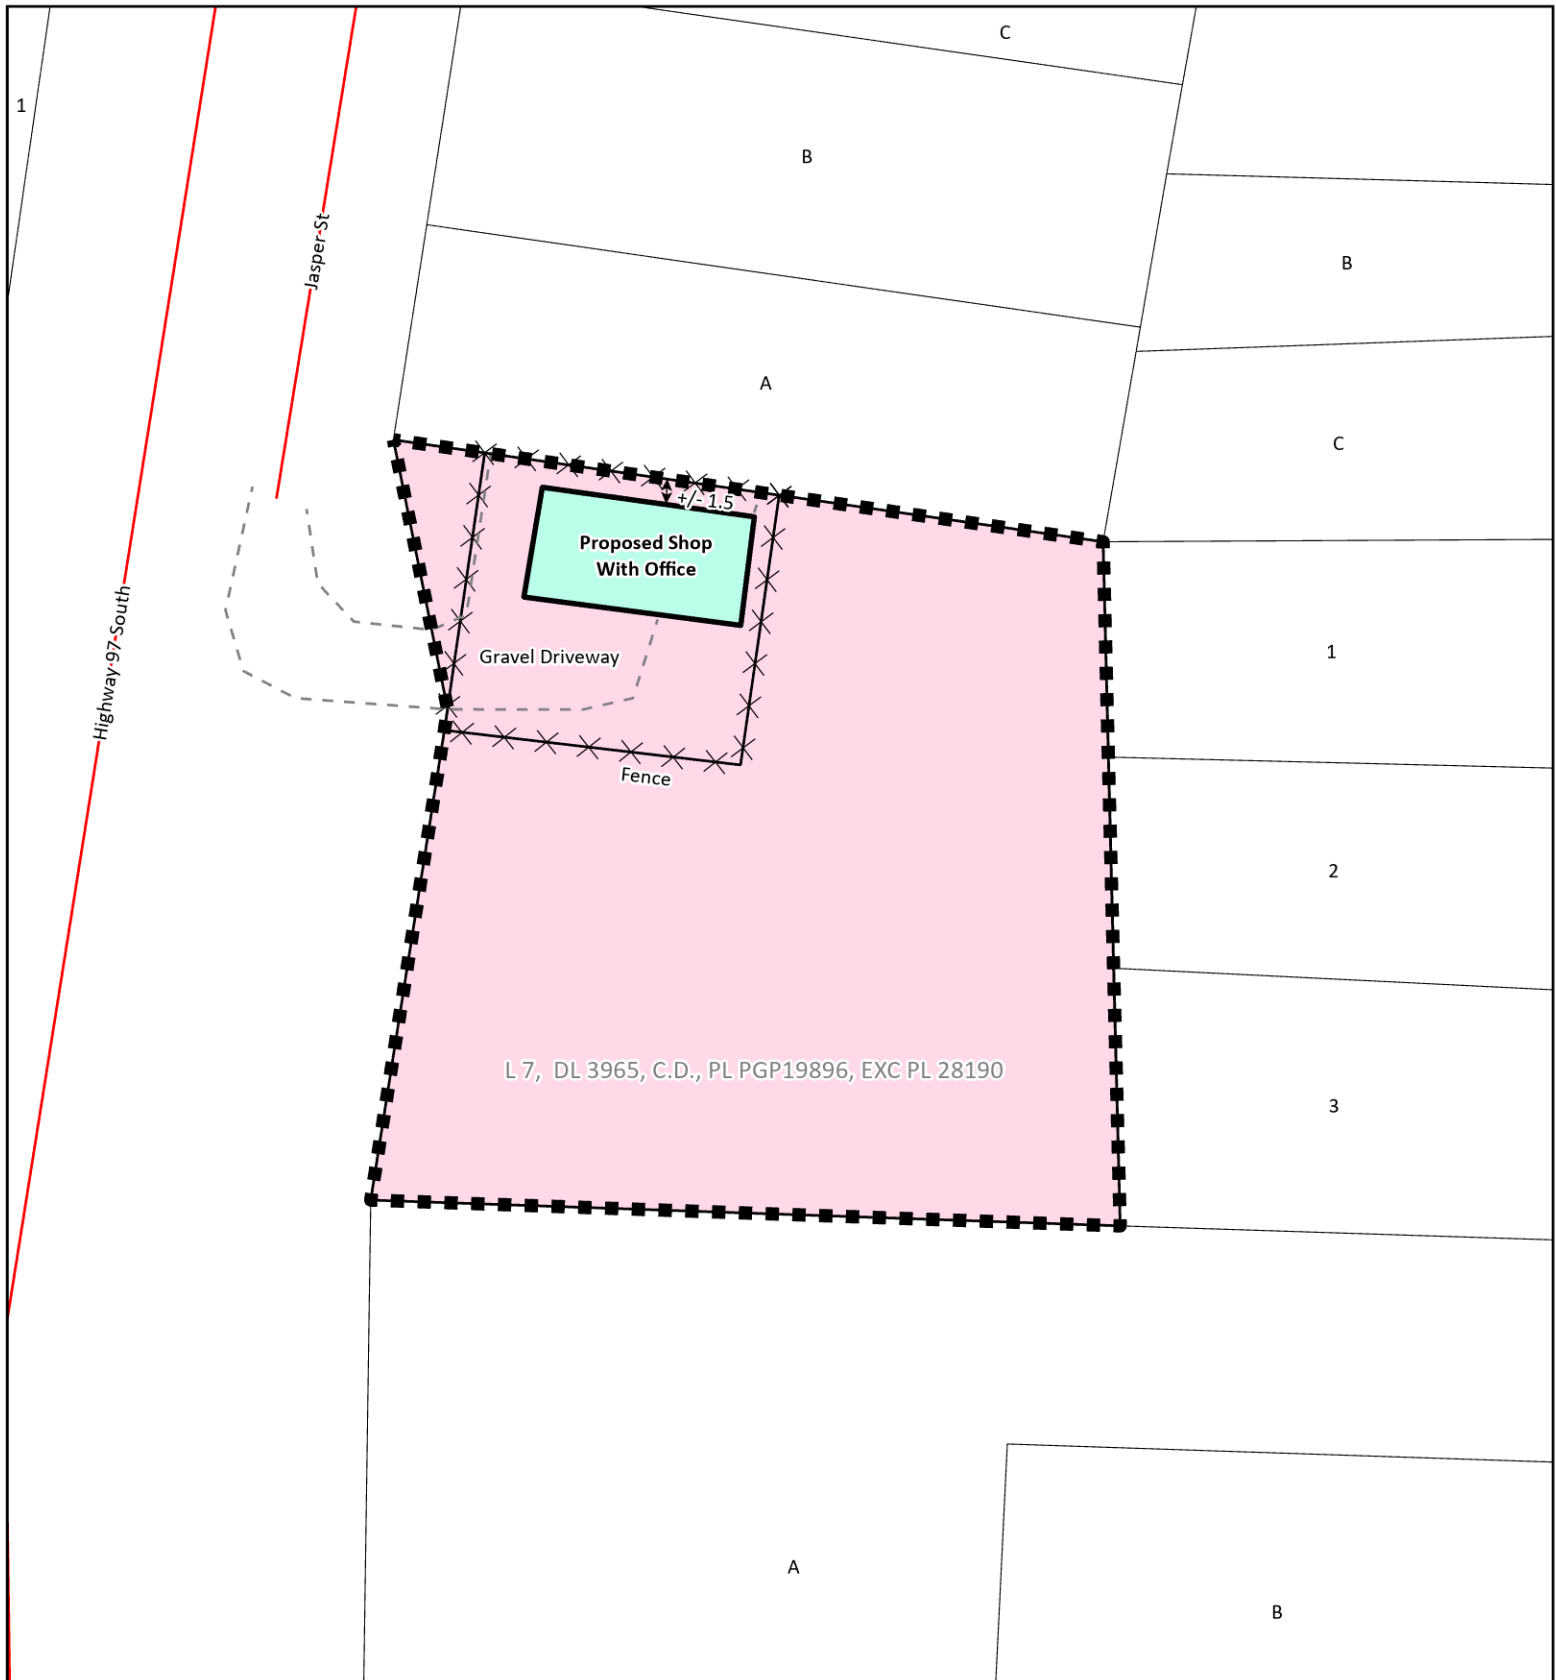 C
1
B
Jasper St
B
A
C
+/- 1.5
Proposed Shop
With Office
Highway 97 South
Gravel Driveway
1
Fence
2
L 7, DL 3965, C.D., PL PGP19896, EXC PL 28190
3
A
B